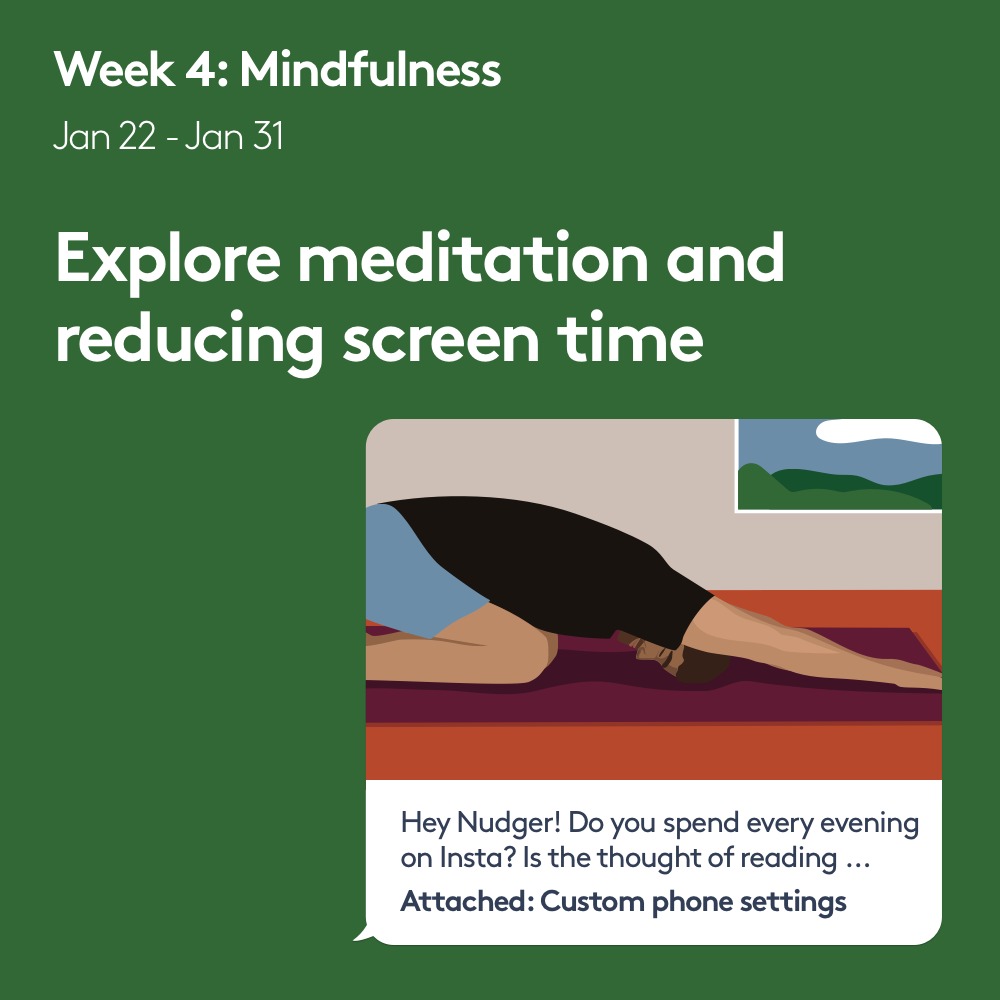 Week 4: Mindfulness
Jan 22 - Jan 31
Explore meditation and
reducing screen time
Hey Nudger! Do you spend every evening
on Insta? Is the thought of reading ...
Attached: Custom phone settings